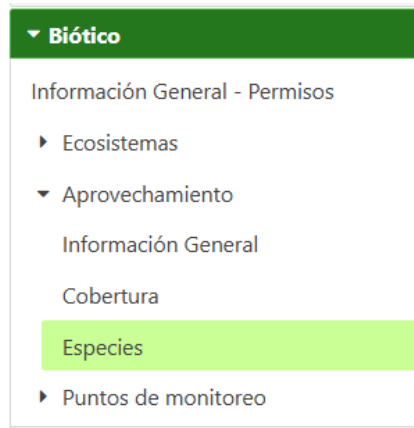 Biótico
Información General - Permisos
Ecosistemas
Aprovechamiento
Información General
Cobertura
Especies
Puntos de monitoreo